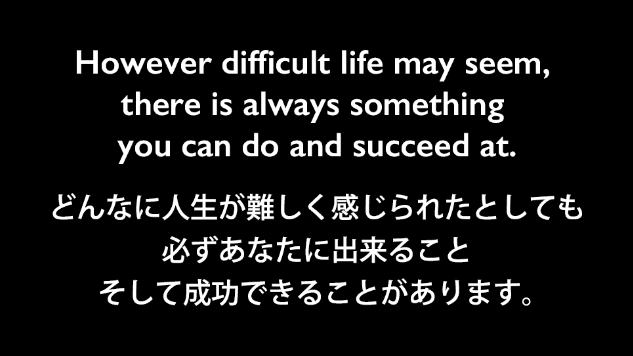 However difficult life may seem,
there is always something
you can do and succeed at.
どんなに人生が難しく感じられたとしても
必ずあなたに出来ること
そして成功できることがあります。